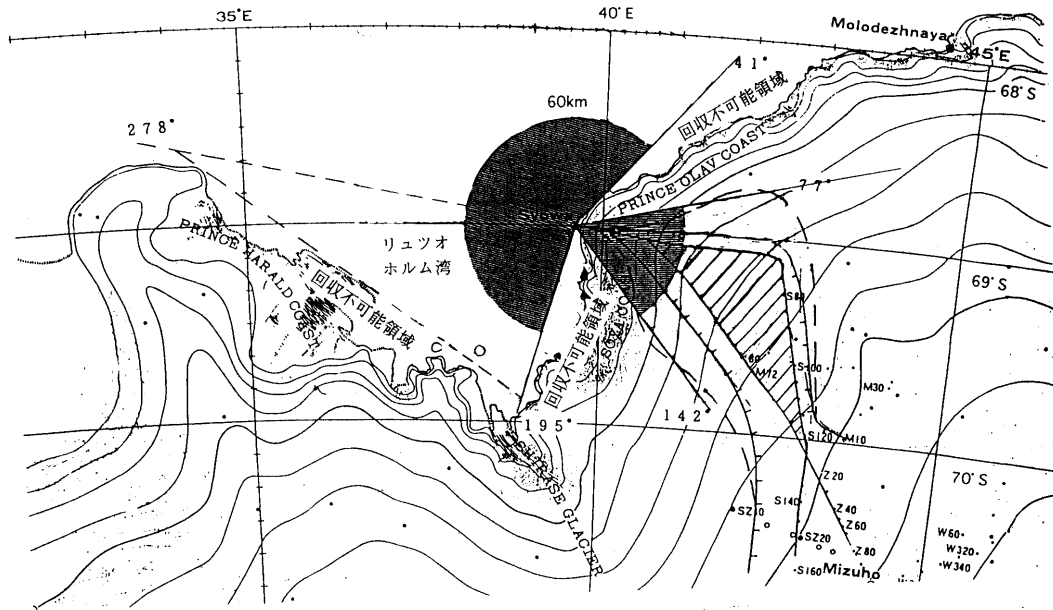 35°E
40°E
Molodezhnaya
45°E
41°
68°S
60km
回収不可能領域
278°
PRINCE OLAV COAST
77°
Syowa
リュツオ
ホルム湾
PRINCE HARALD COAST
回収不可能領域
69°S
回収不可能領域
S100
M30
142°
195°
S120
M10
Z20
70°S
S140
SZ10
Z40
Z60
SZ20
Z80
W60
W320
W340
S160
Mizuho
SHIRASE GLACIER